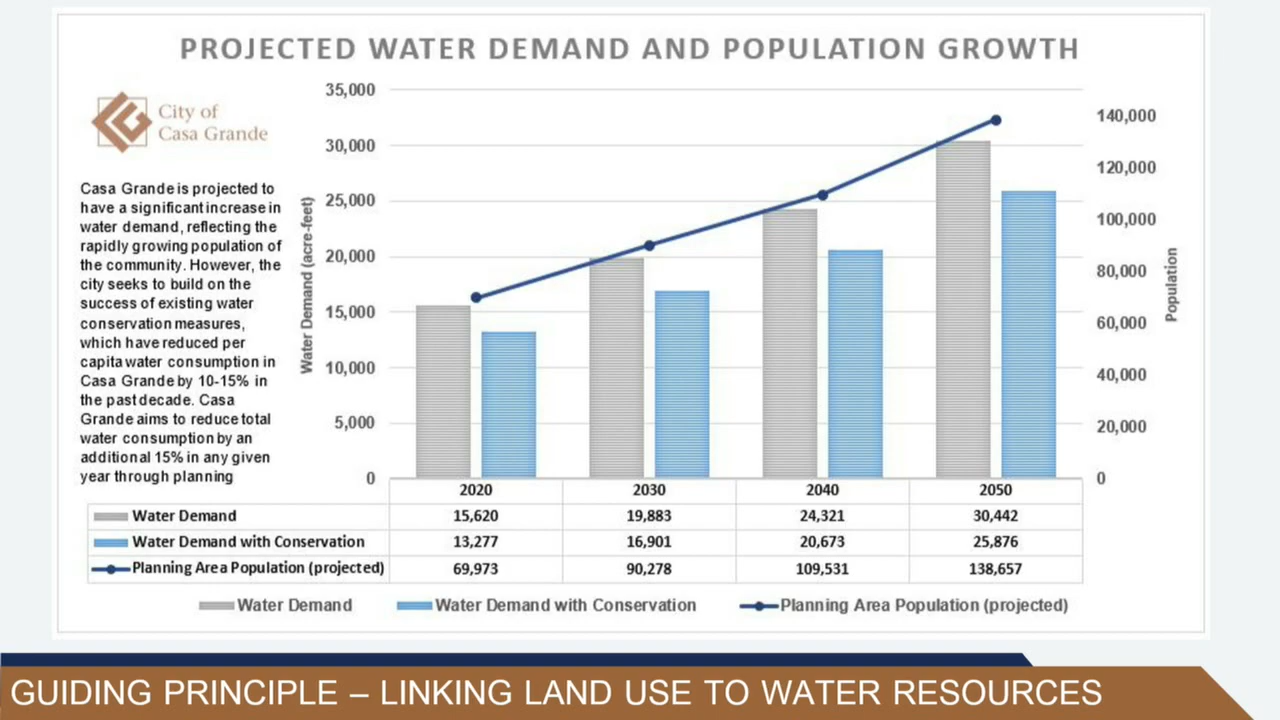 PROJECTED WATER DEMAND AND POPULATION GROWTH
City of
Casa Grande
Casa Grande is projected to
have a significant increase in
water demand, reflecting the
rapidly growing population of
the community. However, the
city seeks to build on the
success of existing water
conservation measures,
which have reduced per
capita water consumption in
Casa Grande by 10-15% in
the past decade. Casa
Grande aims to reduce total
water consumption by an
additional 15% in any given
year through planning
Water Demand (acre-feet)
35,000
30,000
25,000
20,000
15,000
10,000
5,000
0
140,000
120,000
100,000
80,000
60,000
40,000
20,000
0
Population
2020 2030 2040 2050
Water Demand 15,620 19,883 24,321 30,442
Water Demand with Conservation 13,277 16,901 20,673 25,876
Planning Area Population (projected) 69,973 90,278 109,531 138,657
Water Demand Water Demand with Conservation Planning Area Population (projected)
GUIDING PRINCIPLE – LINKING LAND USE TO WATER RESOURCES